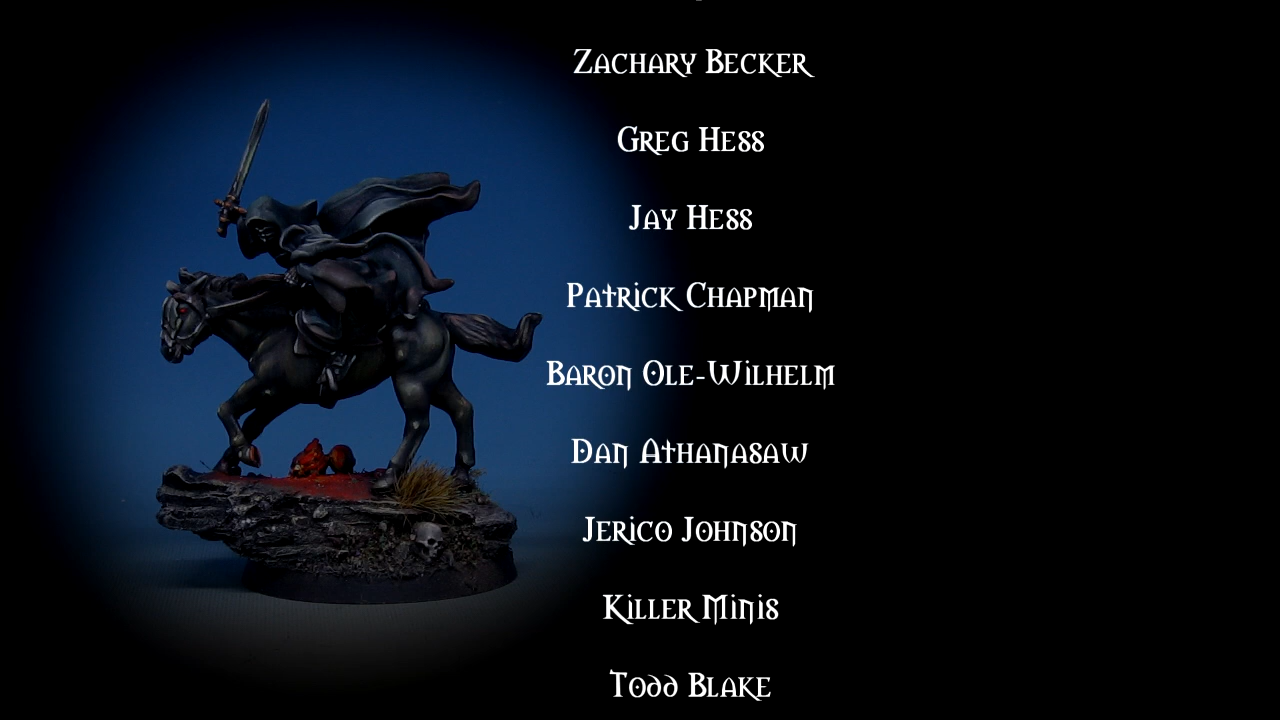 Zachary Becker
Greg Hess
Jay Hess
Patrick Chapman
Baron Ole-Wilhelm
Dan Athanasaw
Jerico Johnson
Killer Minis
Todd Blake